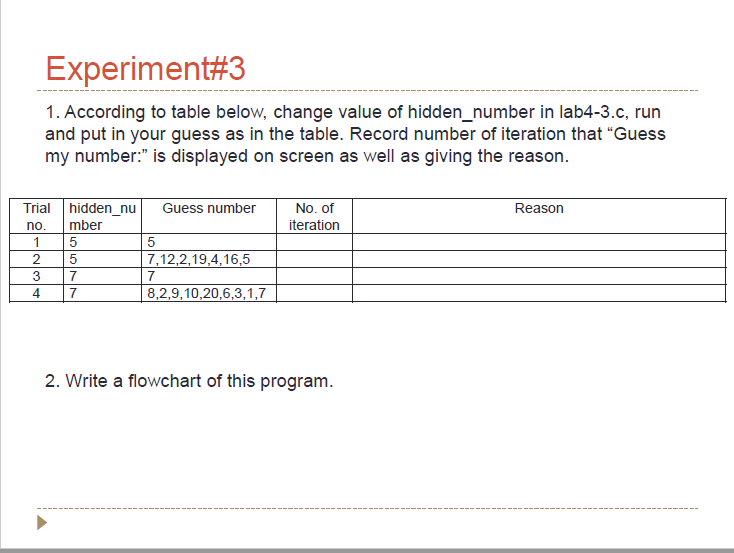 Experiment#3
1. According to table below, change value of hidden_number in lab4-3.c, run
and put in your guess as in the table. Record number of iteration that “Guess
my number:” is displayed on screen as well as giving the reason.
Trial hidden_nu Guess number No. of Reason
no. mber iteration
1 5 5
2 5 7,12,2,19,4,16,5
3 7 7
4 7 8,2,9,10,20,6,3,1,7
2. Write a flowchart of this program.